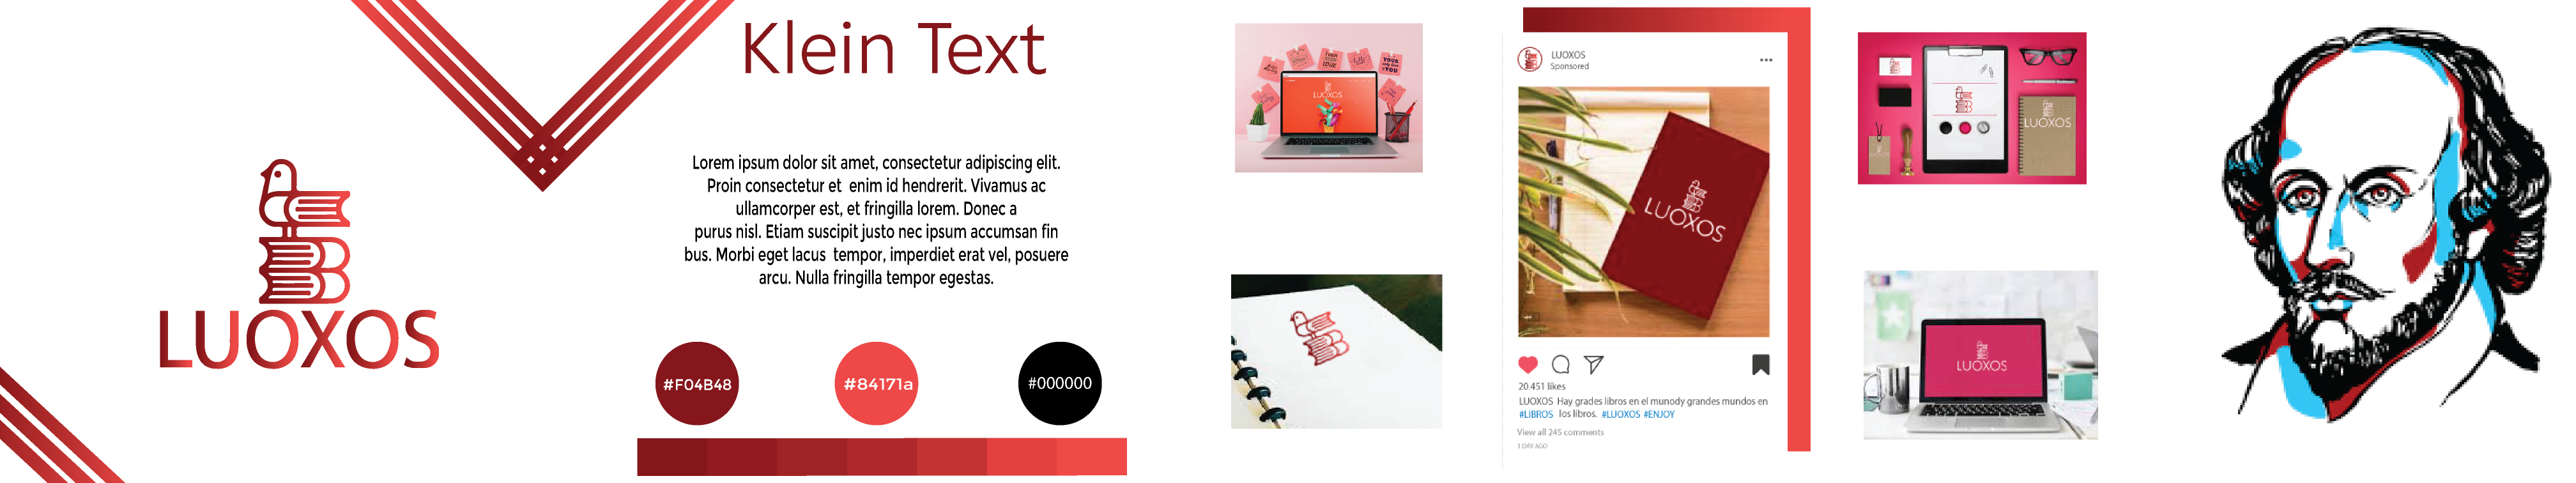 LUOXOS
Klein Text
Lorem ipsum dolor sit amet, consectetur adipiscing elit.
Proin consectetur et enim id hendrerit. Vivamus ac
ullamcorper est, et fringilla lorem. Donec a
purus nisl. Etiam suscipit justo nec ipsum accumsan fin
bus. Morbi eget lacus tempor, imperdiet erat vel, posuere
arcu. Nulla fringilla tempor egestas.
#F04B48
#84171a
#000000
YOUR
YOU
LUOXOS
LUOXOS
Sponsored
LUOXOS
20.451 likes
LUOXOS Hay grades libros en el munody grandes mundos en
#LIBROS los libros. #LUOXOS #ENJOY
View all 245 comments
1 DAY AGO
LUOXOS
LUOXOS